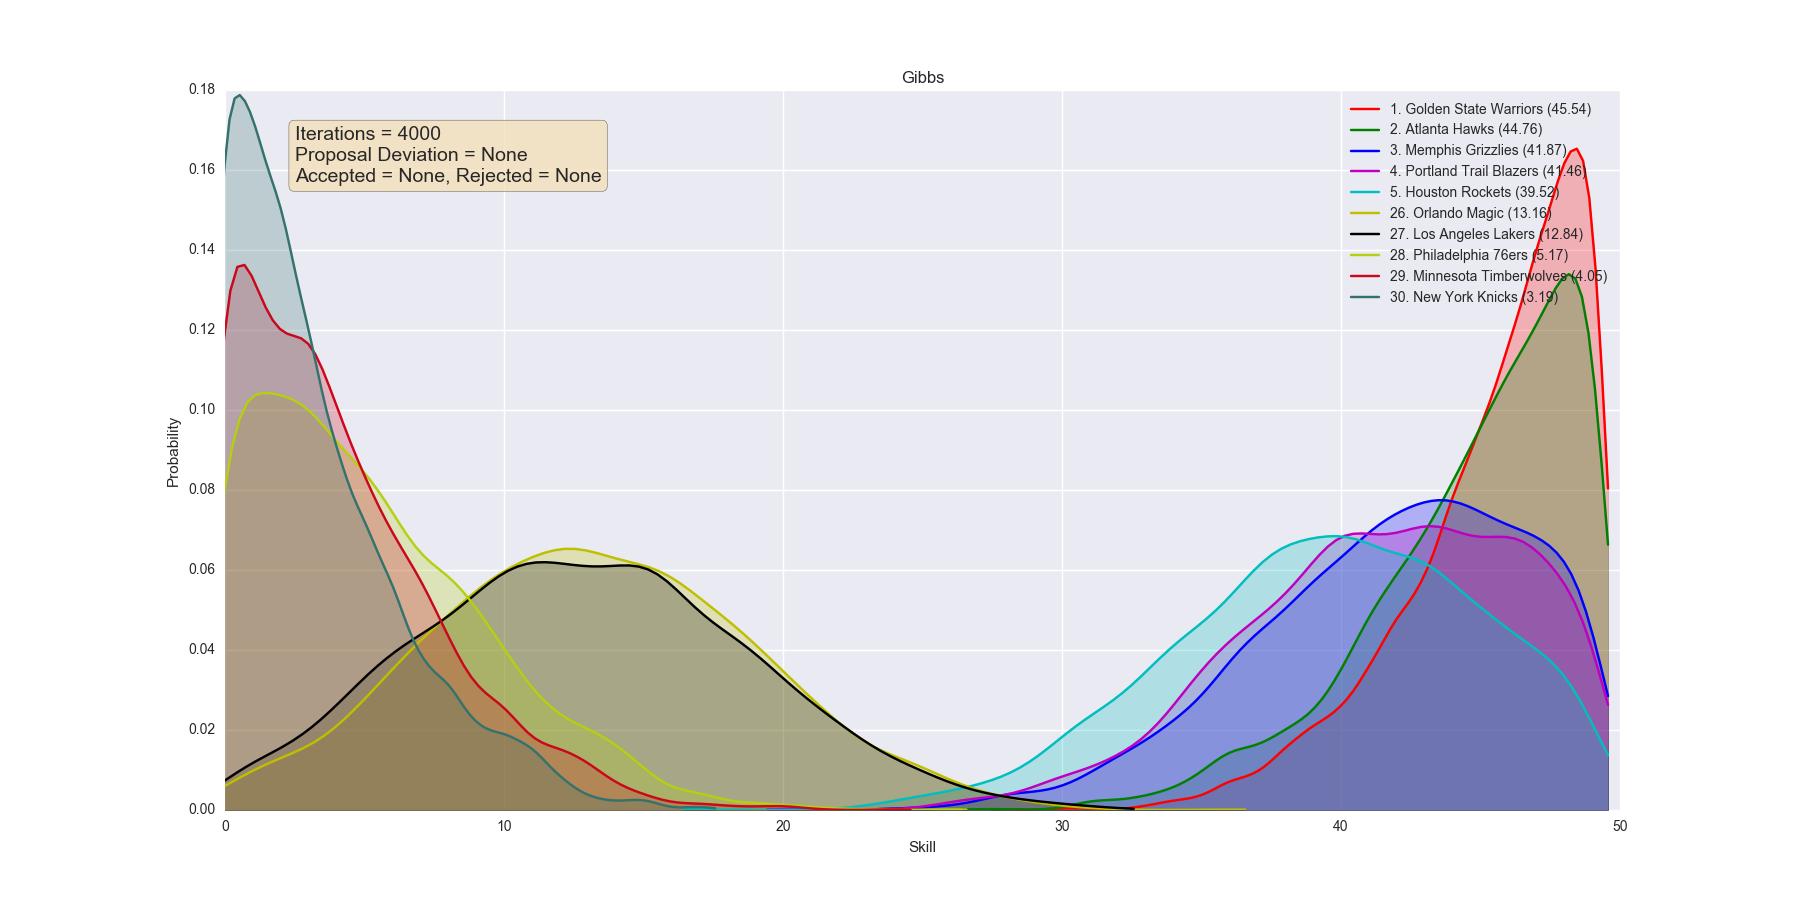 Gibbs
Iterations = 4000
Proposal Deviation = None
Accepted = None, Rejected = None
1. Golden State Warriors (45.54)
2. Atlanta Hawks (44.76)
3. Memphis Grizzlies (41.87)
4. Portland Trail Blazers (41.46)
5. Houston Rockets (39.52)
26. Orlando Magic (13.16)
27. Los Angeles Lakers (12.84)
28. Philadelphia 76ers (5.17)
29. Minnesota Timberwolves (4.05)
30. New York Knicks (3.19)
0.18
0.16
0.14
0.12
0.10
0.08
0.06
0.04
0.02
0.00
Probability
0 10 20 30 40 50
Skill